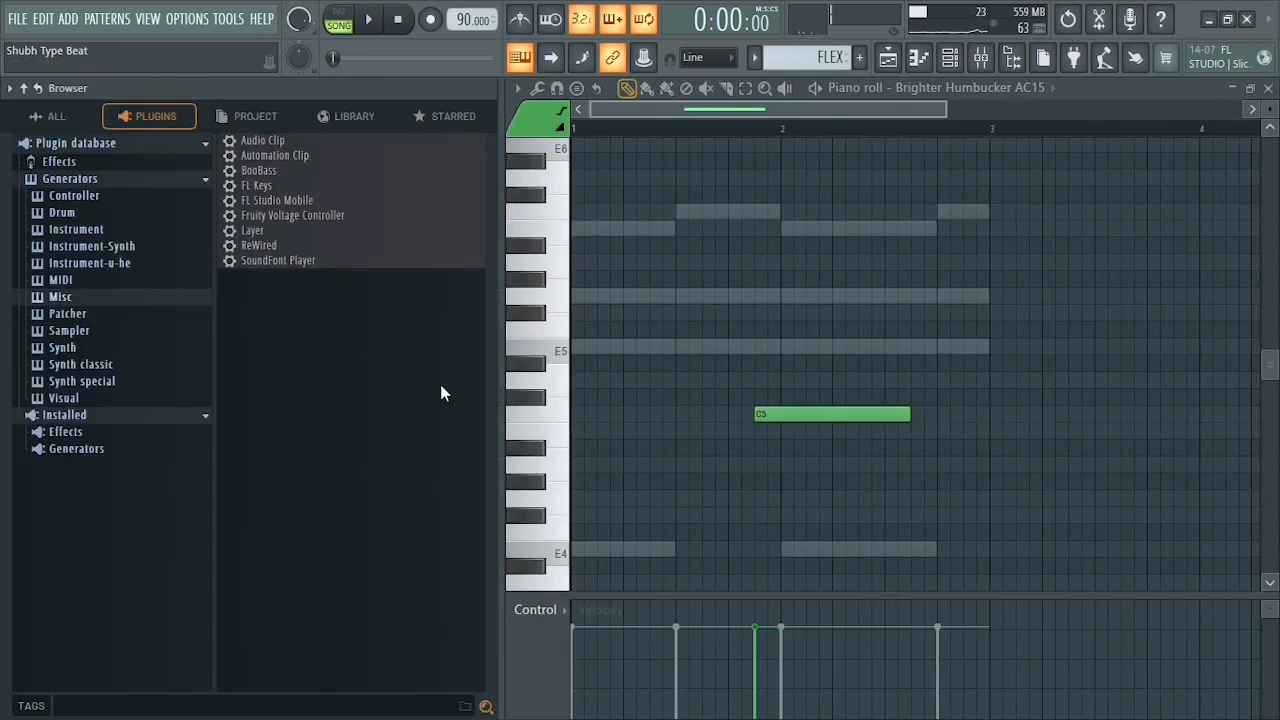 FILE EDIT ADD PATTERNS VIEW OPTIONS TOOLS HELP
PAT
SONG
90.000
3.2:
0:00:00
M:S:CS
23
559 MB
63
Shubh Type Beat
Line
FLEX
14-07 FL
STUDIO | Slic..
Browser
Piano roll - Brighter Humbucker AC15
ALL
PLUGINS
PROJECT
LIBRARY
STARRED
Plugin database
Effects
Generators
Controller
Drum
Instrument
Instrument-Synth
Instrument-u-he
MIDI
Misc
Patcher
Sampler
Synth
Synth classic
Synth special
Visual
Installed
Effects
Generators
Audio Clip
Automation Clip
BooBass
FL Keys
FL Studio Mobile
Fruity Voltage Controller
Layer
ReWired
SoundFont Player
1
2
3
4
E6
E5
C5
E4
Control
Velocity
TAGS